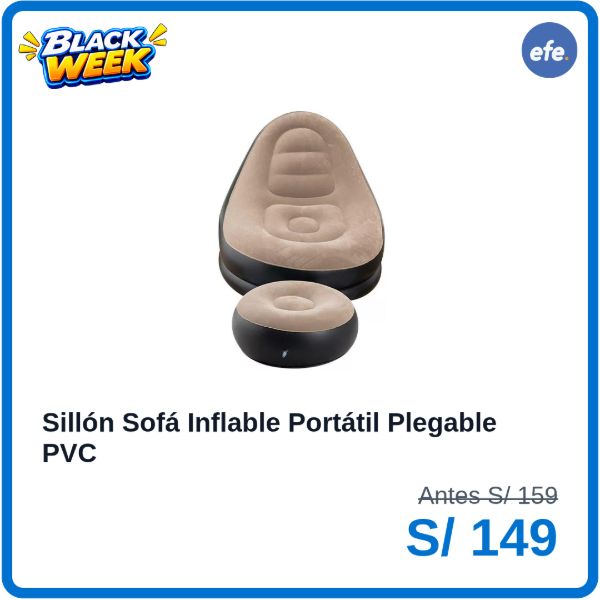 BLACK
WEEK
efe.
Sillón Sofá Inflable Portátil Plegable
PVC
Antes S/ 159
S/ 149